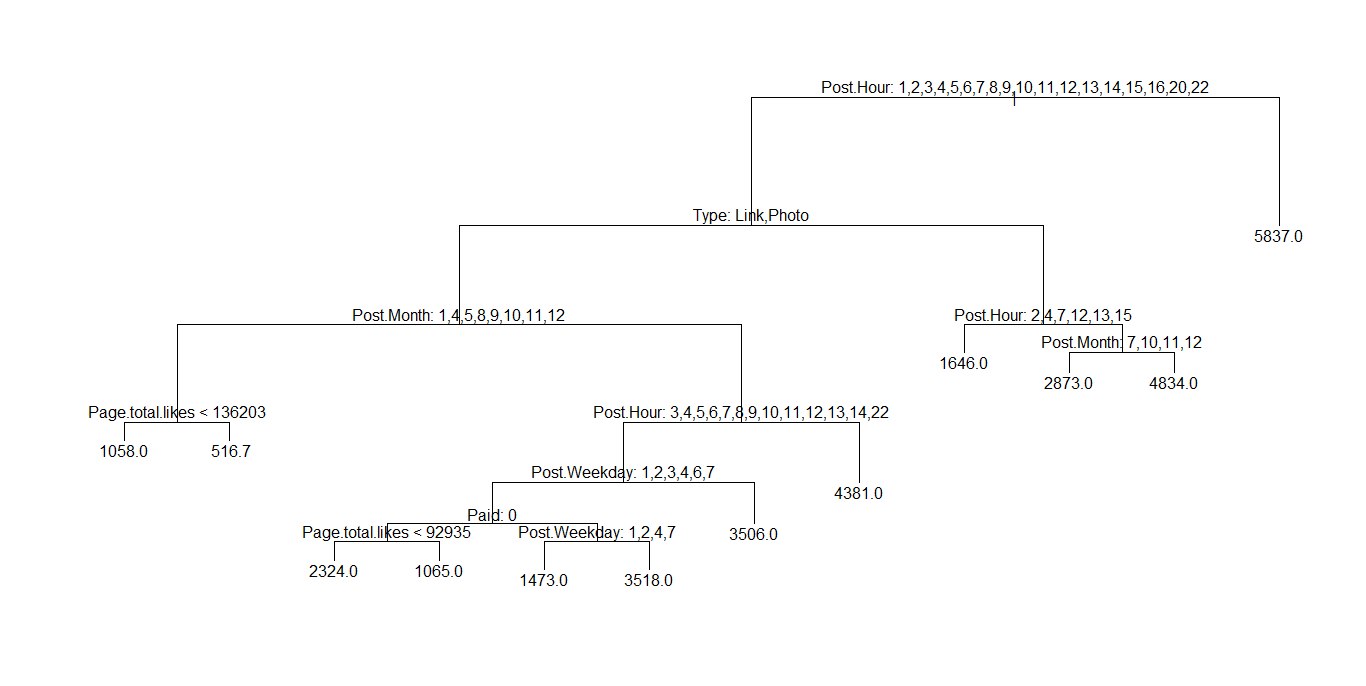 Post.Hour: 1,2,3,4,5,6,7,8,9,10,11,12,13,14,15,16,20,22
Type: Link,Photo
5837.0
Post.Month: 1,4,5,8,9,10,11,12
Post.Hour: 2,4,7,12,13,15
Post.Month: 7,10,11,12
1646.0
2873.0
4834.0
Page.total.likes < 136203
Post.Hour: 3,4,5,6,7,8,9,10,11,12,13,14,22
1058.0
516.7
Post.Weekday: 1,2,3,4,6,7
4381.0
Paid: 0
Page.total.likes < 92935
Post.Weekday: 1,2,4,7
3506.0
2324.0
1065.0
1473.0
3518.0